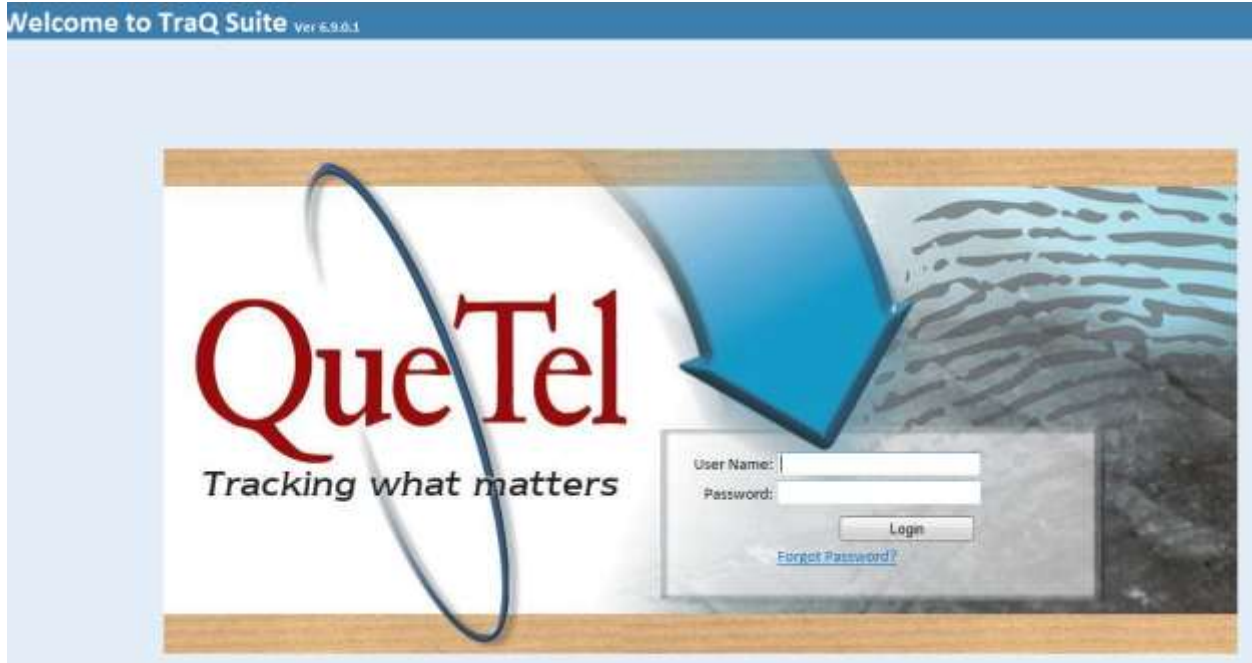 Welcome to TraQ Suite Ver 6.9.0.1
QueTel
Tracking what matters
User Name:
Password:
Login
Forgot Password?